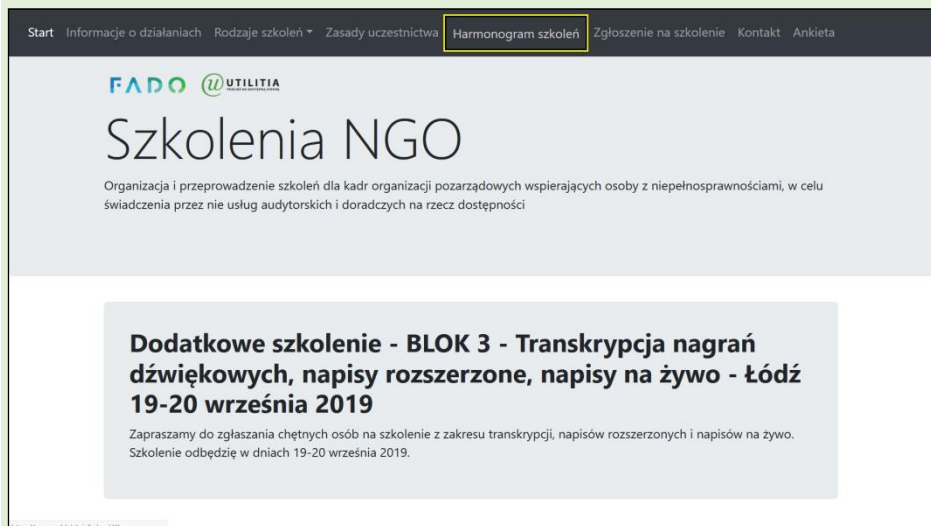 Start Informacje o działaniach Rodzaje szkoleń Zasady uczestnictwa Harmonogram szkoleń Zgłoszenie na szkolenie Kontakt Ankieta
FADO UTILITIA
Szkolenia NGO
Organizacja i przeprowadzenie szkoleń dla kadr organizacji pozarządowych wspierających osoby z niepełnosprawnościami, w celu
świadczenia przez nie usług audytorskich i doradczych na rzecz dostępności
Dodatkowe szkolenie - BLOK 3 - Transkrypcja nagrań
dźwiękowych, napisy rozszerzone, napisy na żywo - Łódź
19-20 września 2019
Zapraszamy do zgłaszania chętnych osób na szkolenie z zakresu transkrypcji, napisów rozszerzonych i napisów na żywo.
Szkolenie odbędzię w dniach 19-20 września 2019.